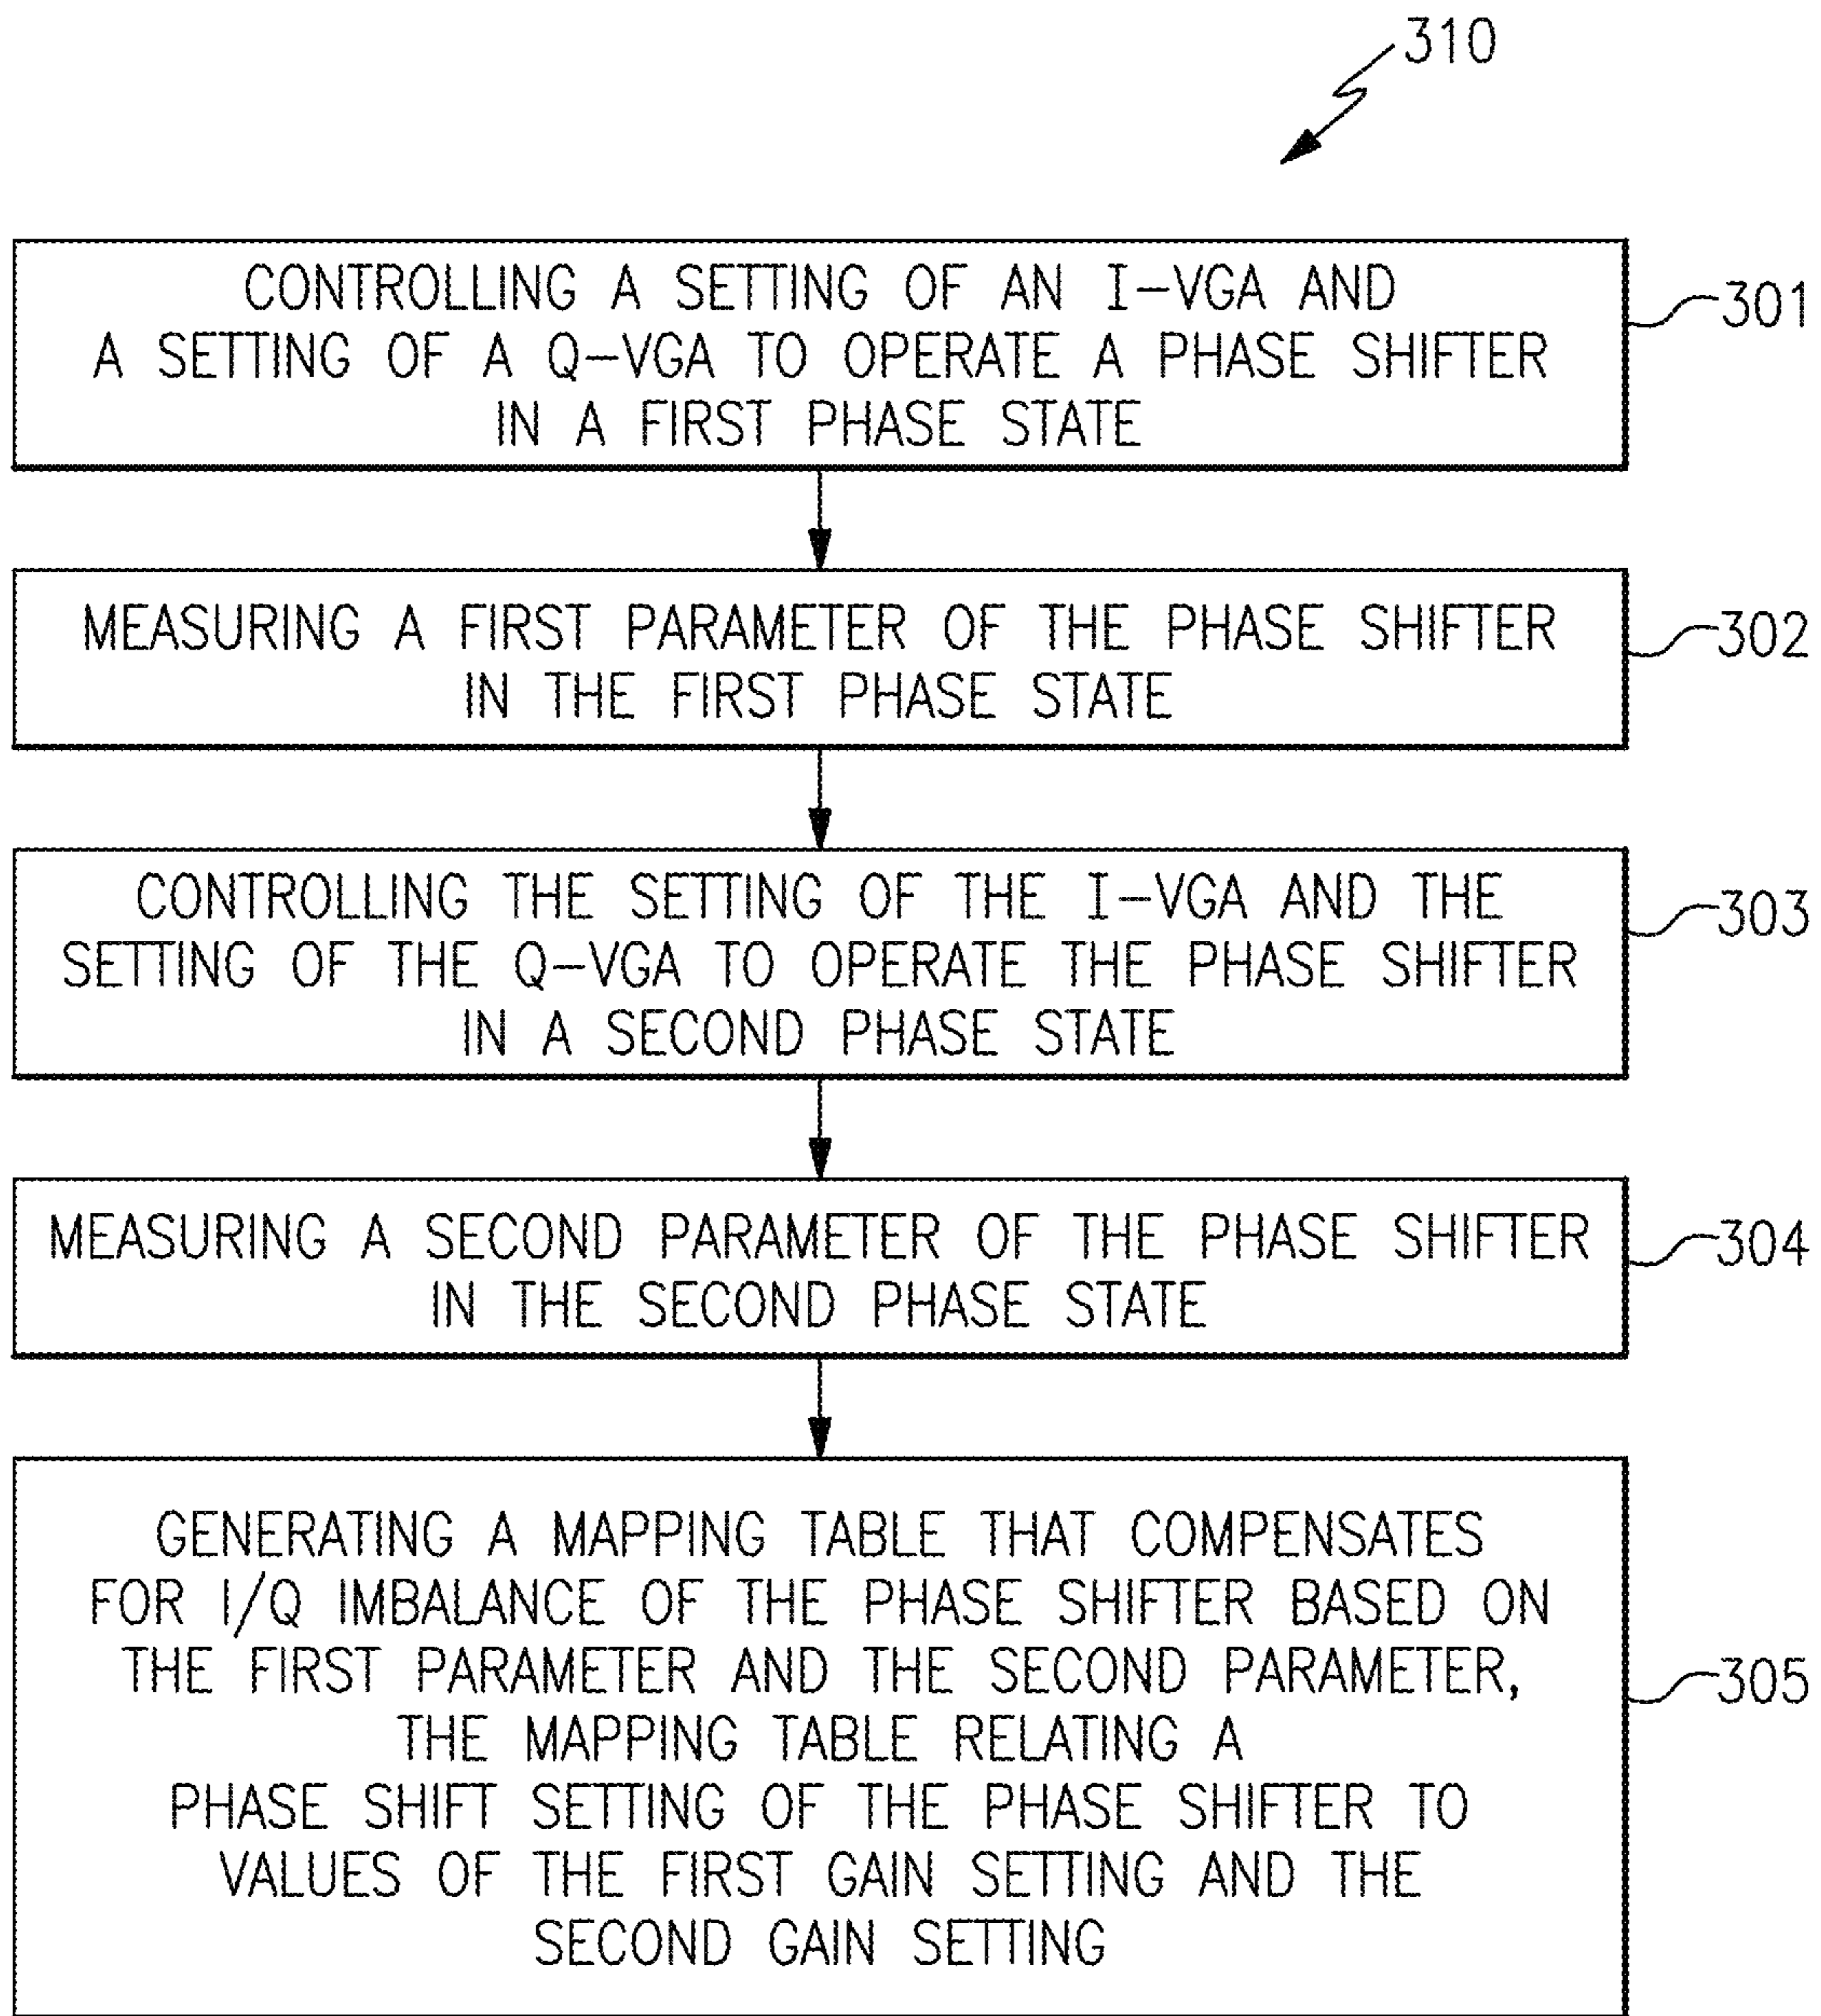 310
CONTROLLING A SETTING OF AN I-VGA AND
A SETTING OF A Q-VGA TO OPERATE A PHASE SHIFTER
IN A FIRST PHASE STATE
301
MEASURING A FIRST PARAMETER OF THE PHASE SHIFTER
IN THE FIRST PHASE STATE
302
CONTROLLING THE SETTING OF THE I-VGA AND THE
SETTING OF THE Q-VGA TO OPERATE THE PHASE SHIFTER
IN A SECOND PHASE STATE
303
MEASURING A SECOND PARAMETER OF THE PHASE SHIFTER
IN THE SECOND PHASE STATE
304
GENERATING A MAPPING TABLE THAT COMPENSATES
FOR I/Q IMBALANCE OF THE PHASE SHIFTER BASED ON
THE FIRST PARAMETER AND THE SECOND PARAMETER,
THE MAPPING TABLE RELATING A
PHASE SHIFT SETTING OF THE PHASE SHIFTER TO
VALUES OF THE FIRST GAIN SETTING AND THE
SECOND GAIN SETTING
305